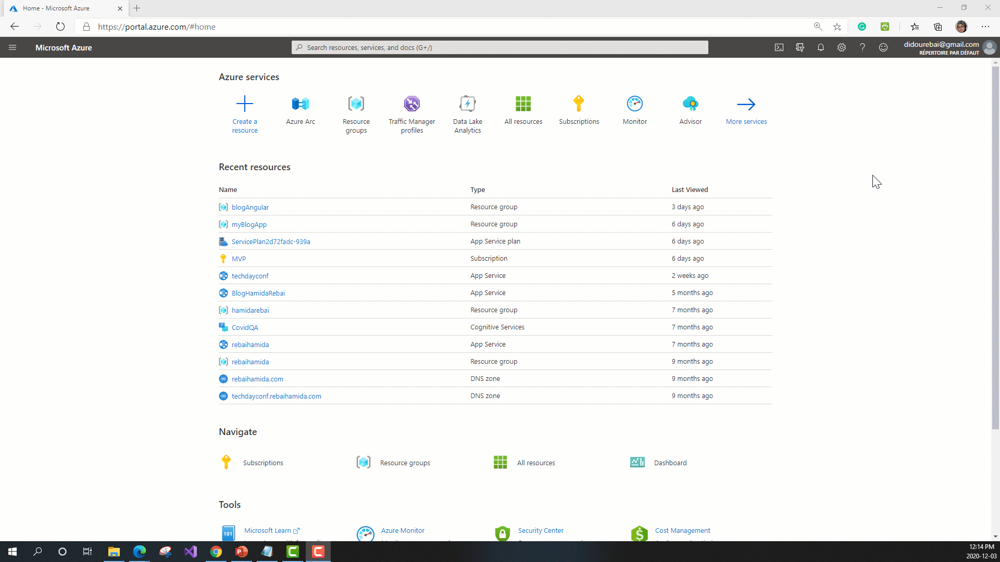 Home - Microsoft Azure
https://portal.azure.com/#home
Microsoft Azure
Search resources, services, and docs (G+/)
didourebai@gmail.com
RÉPERTOIRE PAR DÉFAUT
Azure services
Create a resource
Azure Arc
Resource groups
Traffic Manager profiles
Data Lake Analytics
All resources
Subscriptions
Monitor
Advisor
More services
Recent resources
Name Type Last Viewed
blogAngular Resource group 3 days ago
myBlogApp Resource group 6 days ago
ServicePlan2d72fadc-939a App Service plan 6 days ago
MVP Subscription 6 days ago
techdayconf App Service 2 weeks ago
BlogHamidaRebai App Service 5 months ago
hamidarebai Resource group 7 months ago
CovidQA Cognitive Services 7 months ago
rebaihamida App Service 7 months ago
rebaihamida Resource group 9 months ago
DNS rebaihamida.com DNS zone 9 months ago
DNS techdayconf.rebaihamida.com DNS zone 9 months ago
Navigate
Subscriptions Resource groups All resources Dashboard
Tools
101 Microsoft Learn Azure Monitor Security Center Cost Management
12:14 PM
2020-12-03